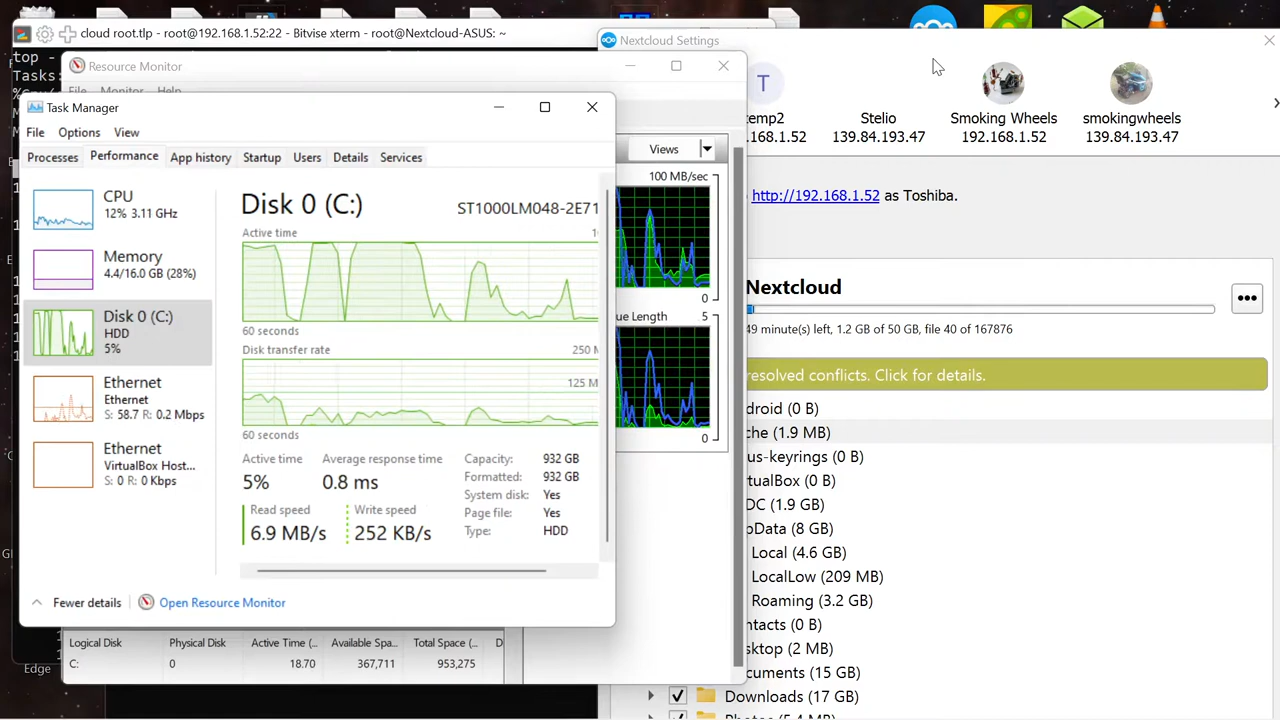 cloud root.tlp - root@192.168.1.52:22 - Bitvise xterm - root@Nextcloud-ASUS: ~
top -
Tasks:
Resource Monitor
File Monitor Help
Task Manager
File Options View
Processes Performance App history Startup Users Details Services
CPU
12% 3.11 GHz
Memory
4.4/16.0 GB (28%)
Disk 0 (C:)
HDD
5%
Ethernet
Ethernet
S: 58.7 R: 0.2 Mbps
Ethernet
VirtualBox Host...
S: 0 R: 0 Kbps
Disk 0 (C:)
ST1000LM048-2E71
Active time
60 seconds
Disk transfer rate
250 M
125 M
60 seconds
Active time
5%
Average response time
0.8 ms
Read speed
6.9 MB/s
Write speed
252 KB/s
Capacity: 932 GB
Formatted: 932 GB
System disk: Yes
Page file: Yes
Type: HDD
Fewer details
Open Resource Monitor
Views
100 MB/sec
0
ue Length 5
0
Logical Disk Physical Disk Active Time (... Available Spa... Total Space (... D
C: 0 18.70 367,711 953,275
Edge
Nextcloud Settings
T
temp2
.168.1.52
Stelio
139.84.193.47
Smoking Wheels
192.168.1.52
smokingwheels
139.84.193.47
http://192.168.1.52 as Toshiba.
Nextcloud
49 minute(s) left, 1.2 GB of 50 GB, file 40 of 167876
resolved conflicts. Click for details.
droid (0 B)
che (1.9 MB)
us-keyrings (0 B)
rtualBox (0 B)
DC (1.9 GB)
pData (8 GB)
Local (4.6 GB)
LocalLow (209 MB)
Roaming (3.2 GB)
ntacts (0 B)
sktop (2 MB)
cuments (15 GB)
Downloads (17 GB)